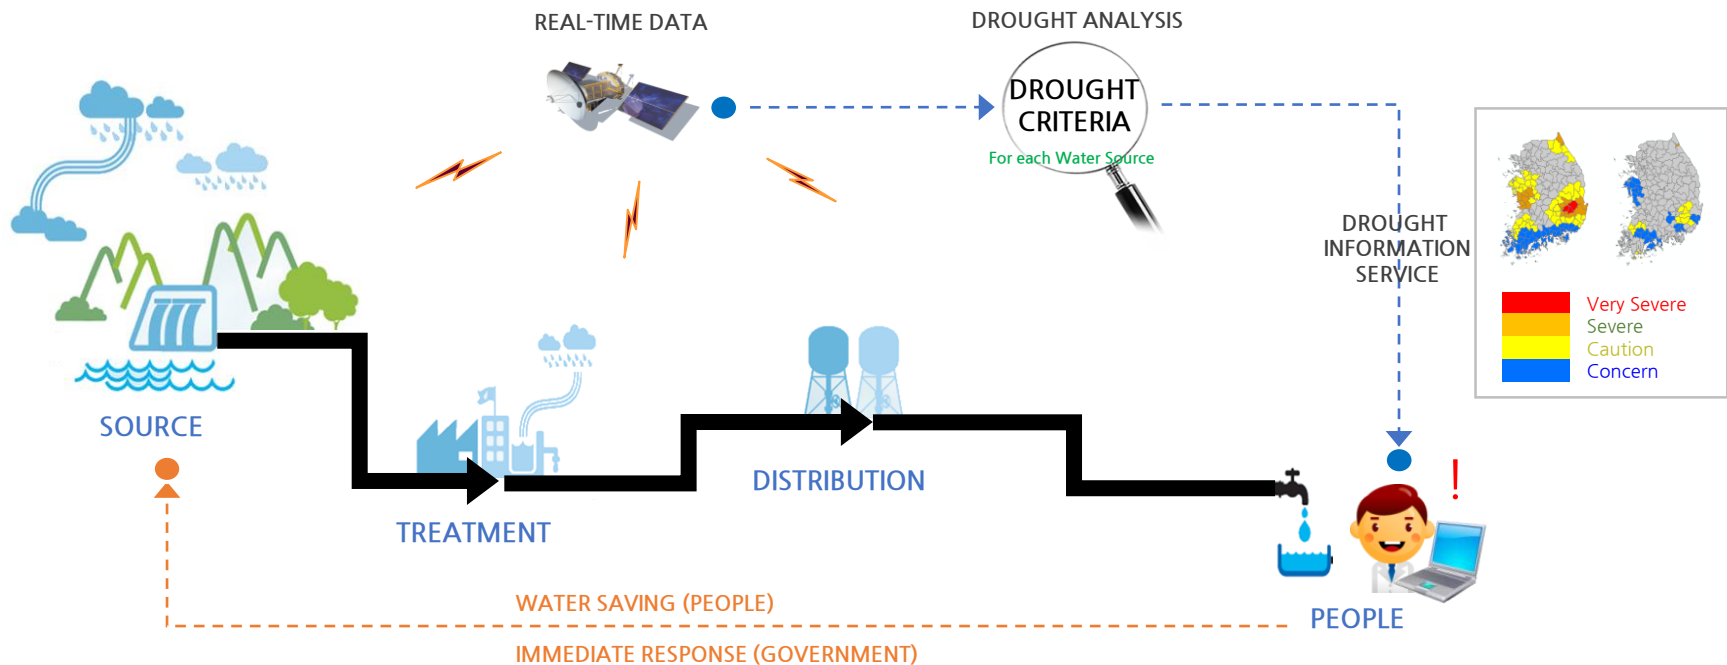 REAL-TIME DATA
DROUGHT ANALYSIS
DROUGHT
CRITERIA
For each Water Source
DROUGHT
INFORMATION
SERVICE
Very Severe
Severe
Caution
Concern
SOURCE
TREATMENT
DISTRIBUTION
!
PEOPLE
WATER SAVING (PEOPLE)
IMMEDIATE RESPONSE (GOVERNMENT)